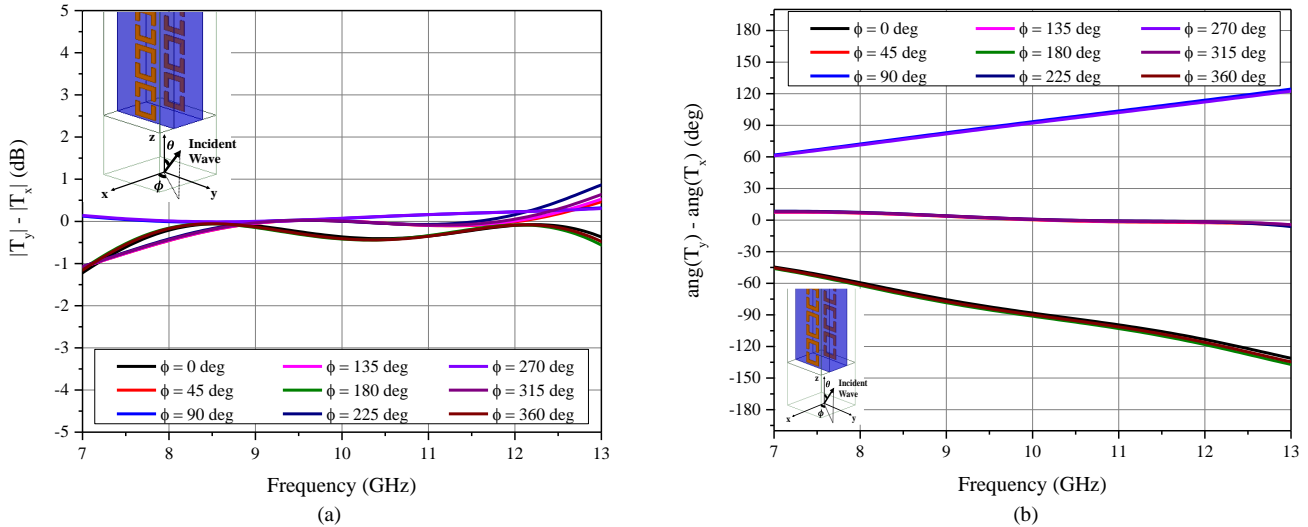 5
4
3
2
1
0
-1
-2
-3
-4
-5
|T_y| - |T_x| (dB)
z
θ
Incident
Wave
x
ϕ
y
ϕ = 0 deg ϕ = 135 deg ϕ = 270 deg
ϕ = 45 deg ϕ = 180 deg ϕ = 315 deg
ϕ = 90 deg ϕ = 225 deg ϕ = 360 deg
7 8 9 10 11 12 13
Frequency (GHz)
(a)
180
150
120
90
60
30
0
-30
-60
-90
-120
-150
-180
ang(T_y) - ang(T_x) (deg)
ϕ = 0 deg ϕ = 135 deg ϕ = 270 deg
ϕ = 45 deg ϕ = 180 deg ϕ = 315 deg
ϕ = 90 deg ϕ = 225 deg ϕ = 360 deg
z
θ
Incident
Wave
x
ϕ
y
7 8 9 10 11 12 13
Frequency (GHz)
(b)